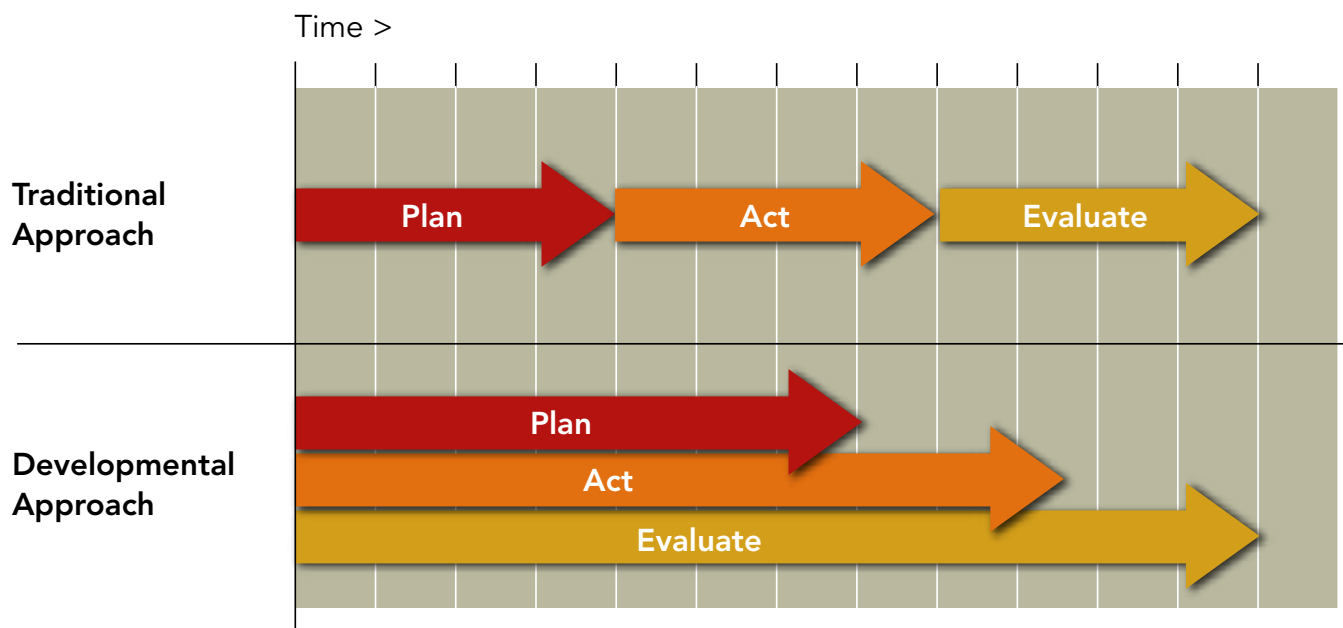 Time >
Traditional
Approach
Plan
Act
Evaluate
Developmental
Approach
Plan
Act
Evaluate